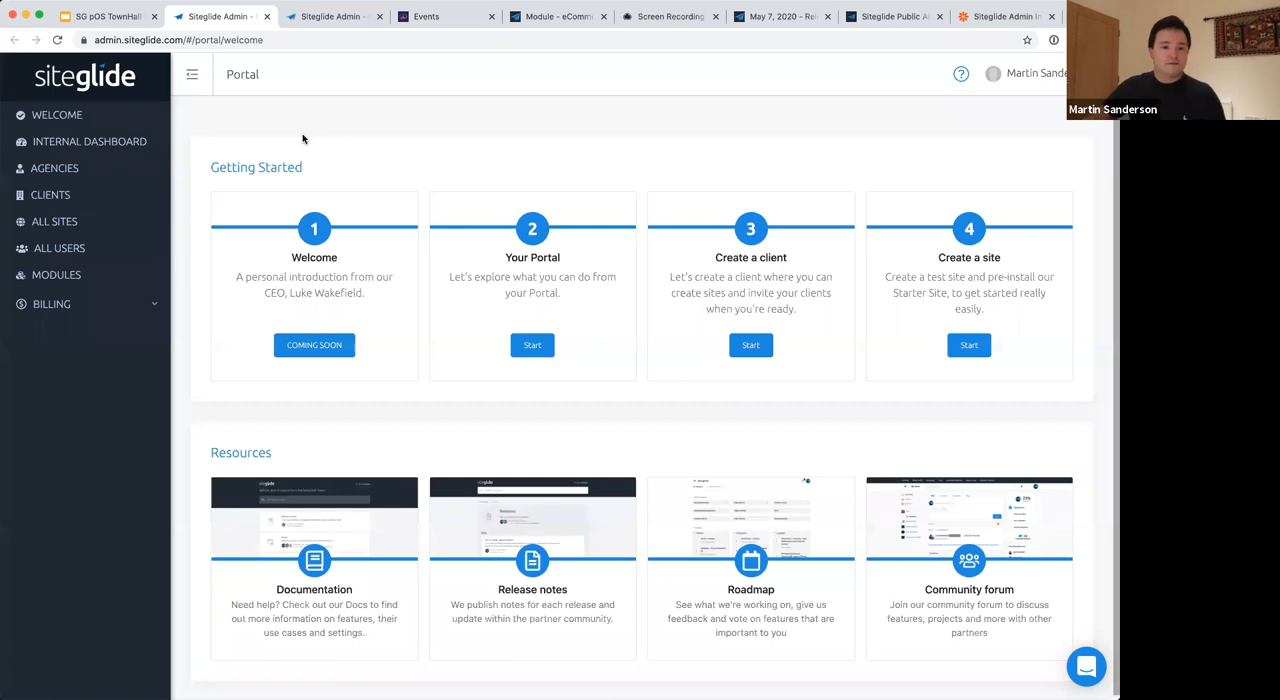 SG pOS TownHall
Siteglide Admin -
Siteglide Admin -
Events
Module - eComme
Screen Recording
May 7, 2020 - Rel
Siteglide Public A
Siteglide Admin In
admin.siteglide.com/#/portal/welcome
siteglide
Portal
?
Martin Sande
Martin Sanderson
WELCOME
INTERNAL DASHBOARD
AGENCIES
CLIENTS
ALL SITES
ALL USERS
MODULES
BILLING
Getting Started
1
Welcome
A personal introduction from our
CEO, Luke Wakefield.
COMING SOON
2
Your Portal
Let's explore what you can do from
your Portal.
Start
3
Create a client
Let's create a client where you can
create sites and invite your clients
when you're ready.
Start
4
Create a site
Create a test site and pre-install our
Starter Site, to get started really
easily.
Start
Resources
Documentation
Need help? Check out our Docs to find
out more information on features, their
use cases and settings.
Release notes
We publish notes for each release and
update within the partner community.
Roadmap
See what we're working on, give us
feedback and vote on features that are
important to you
Community forum
Join our community forum to discuss
features, projects and more with other
partners